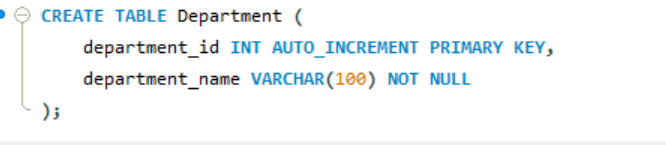 CREATE TABLE Department (
    department_id INT AUTO_INCREMENT PRIMARY KEY,
    department_name VARCHAR(100) NOT NULL
);